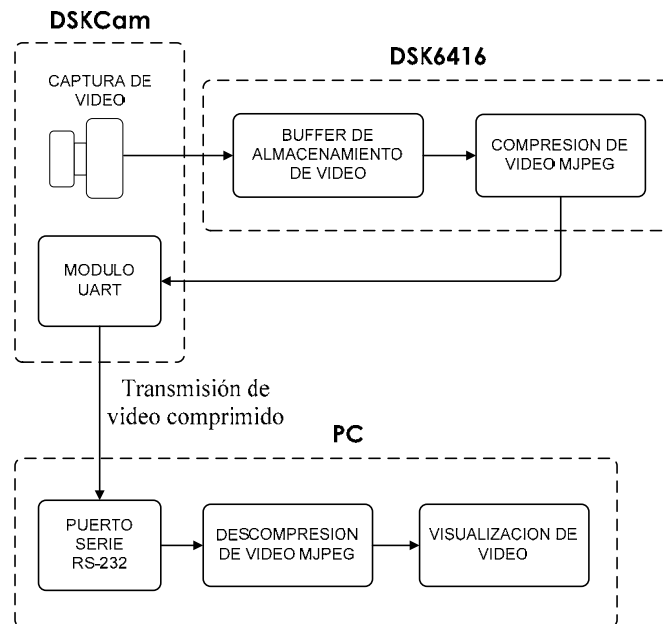 DSKCam
CAPTURA DE
VIDEO
MODULO
UART
DSK6416
BUFFER DE
ALMACENAMIENTO
DE VIDEO
COMPRESION DE
VIDEO MJPEG
Transmisión de
video comprimido
PC
PUERTO
SERIE
RS-232
DESCOMPRESION
DE VIDEO MJPEG
VISUALIZACION DE
VIDEO